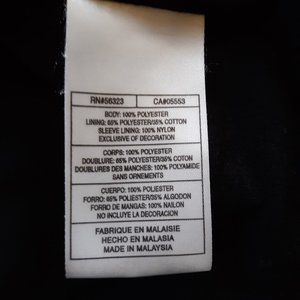 RN#56323 CA#05553
BODY: 100% POLYESTER
LINING: 65% POLYESTER/35% COTTON
SLEEVE LINING: 100% NYLON
EXCLUSIVE OF DECORATION
CORPS: 100% POLYESTER
DOUBLURE: 65% POLYESTER/35% COTON
DOUBLURES DES MANCHES: 100% POLYAMIDE
SANS ORNEMENTS
CUERPO: 100% POLIESTER
FORRO: 65% POLIESTER/35% ALGODON
FORRO DE MANGAS: 100% NAILON
NO INCLUYE LA DECORACION
FABRIQUE EN MALAISIE
HECHO EN MALASIA
MADE IN MALAYSIA